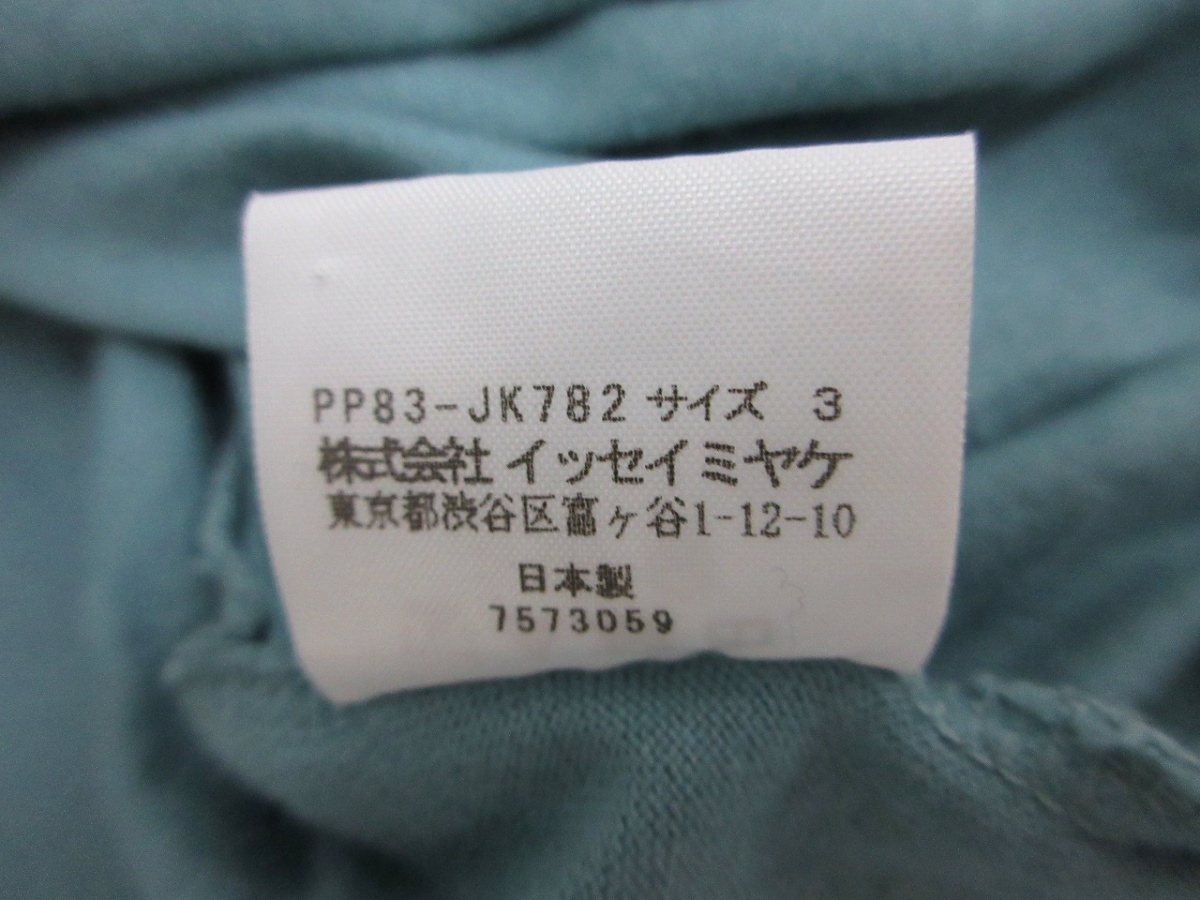 PP83-JK782 サイズ 3
株式会社 イッセイミヤケ
東京都渋谷区富ヶ谷1-12-10
日本製
7573059